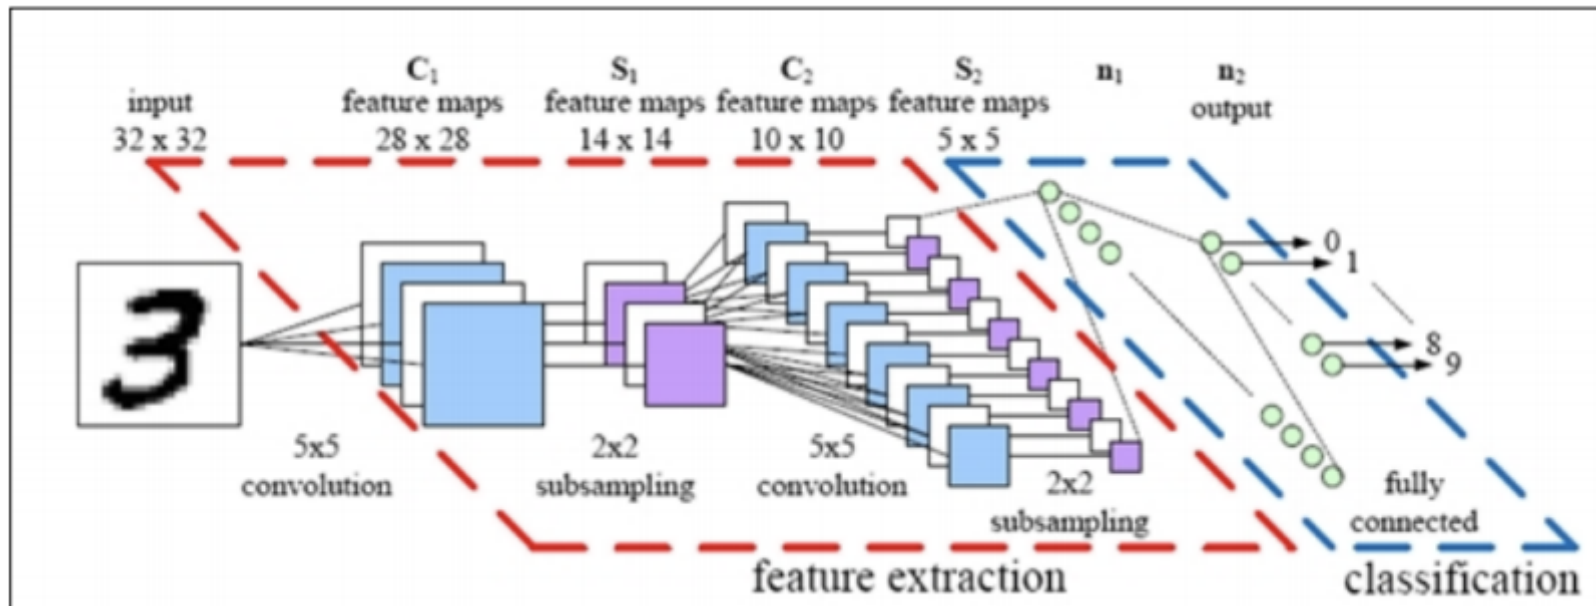 C₁
S₁
C₂
S₂
n₁
n₂
input
feature maps
feature maps
feature maps
feature maps
output
32 x 32
28 x 28
14 x 14
10 x 10
5 x 5
3
0
1
8
9
5x5
convolution
2x2
subsampling
5x5
convolution
2x2
subsampling
fully
connected
feature extraction
classification